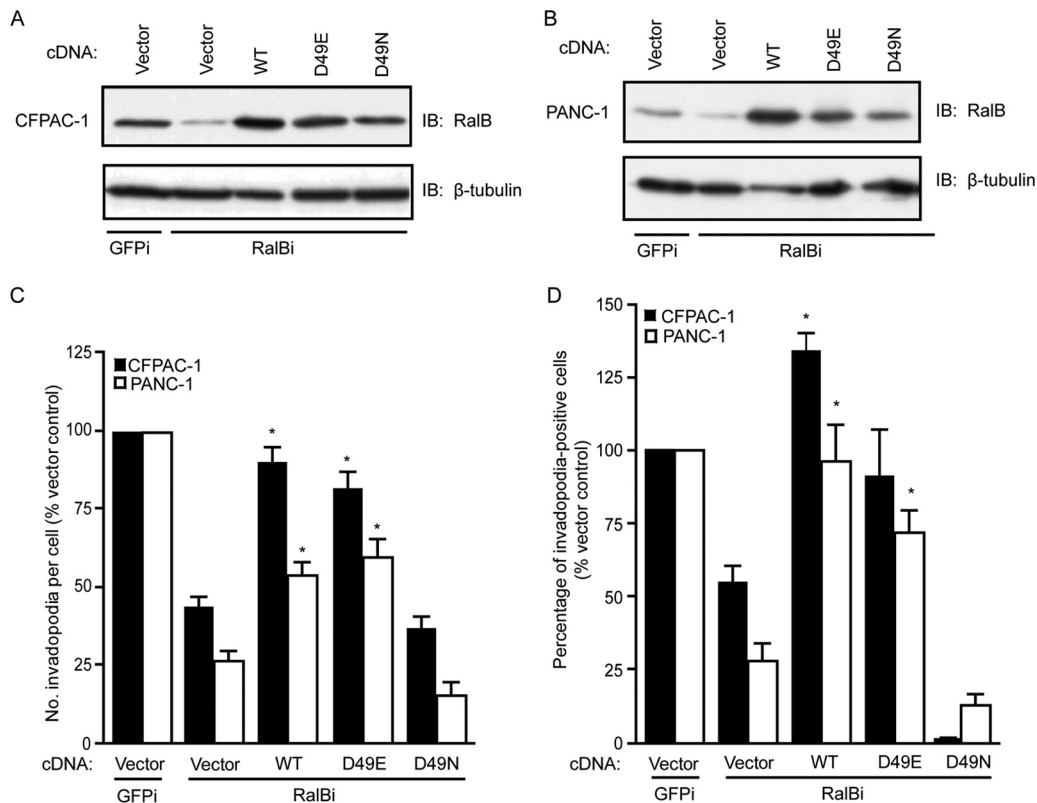 A
cDNA:
Vector
Vector
WT
D49E
D49N
CFPAC-1
IB: RalB
IB: β-tubulin
GFPi
RalBi
B
cDNA:
Vector
Vector
WT
D49E
D49N
PANC-1
IB: RalB
IB: β-tubulin
GFPi
RalBi
C
No. invadopodia per cell (% vector control)
125
100
75
50
25
0
CFPAC-1
PANC-1
*
*
*
*
cDNA: Vector Vector WT D49E D49N
GFPi RalBi
D
Percentage of invadopodia-positive cells
(% vector control)
150
125
100
75
50
25
0
CFPAC-1
PANC-1
*
*
*
cDNA: Vector Vector WT D49E D49N
GFPi RalBi